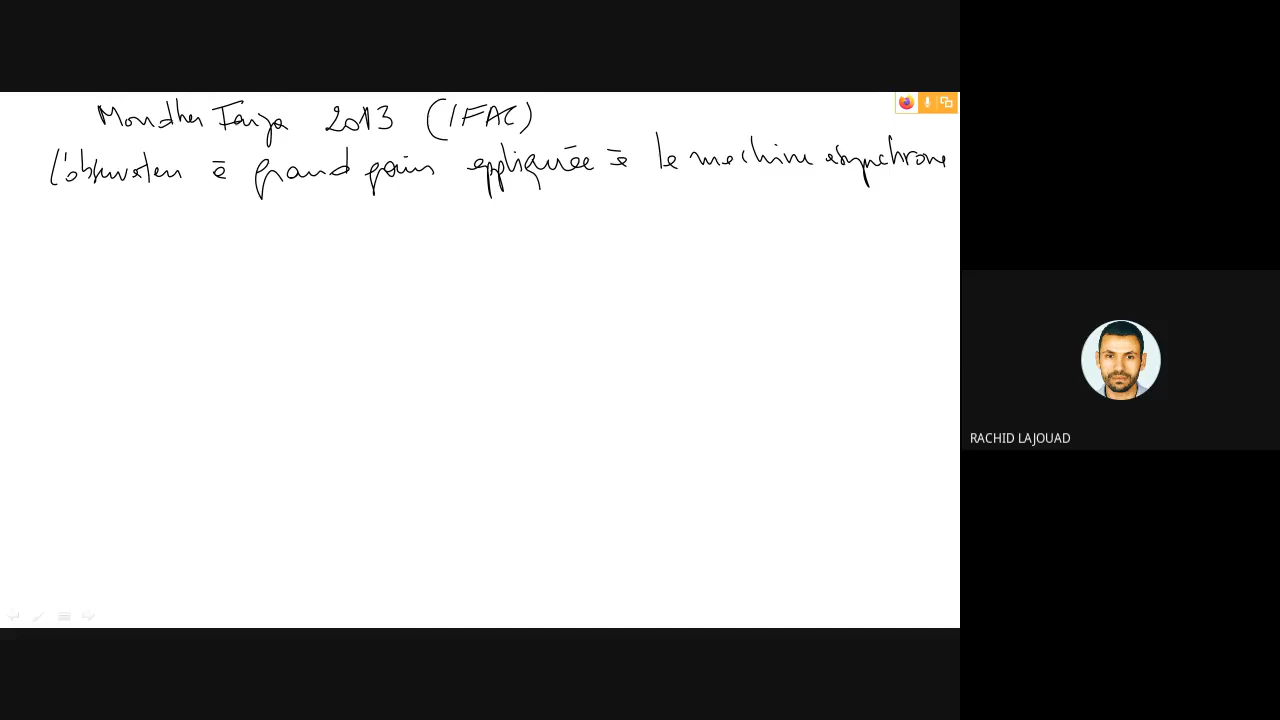 Mondher Farza 2013 (IFAC)
l'observateur à grand gain appliquée à la machine asynchrone
RACHID LAJOUAD